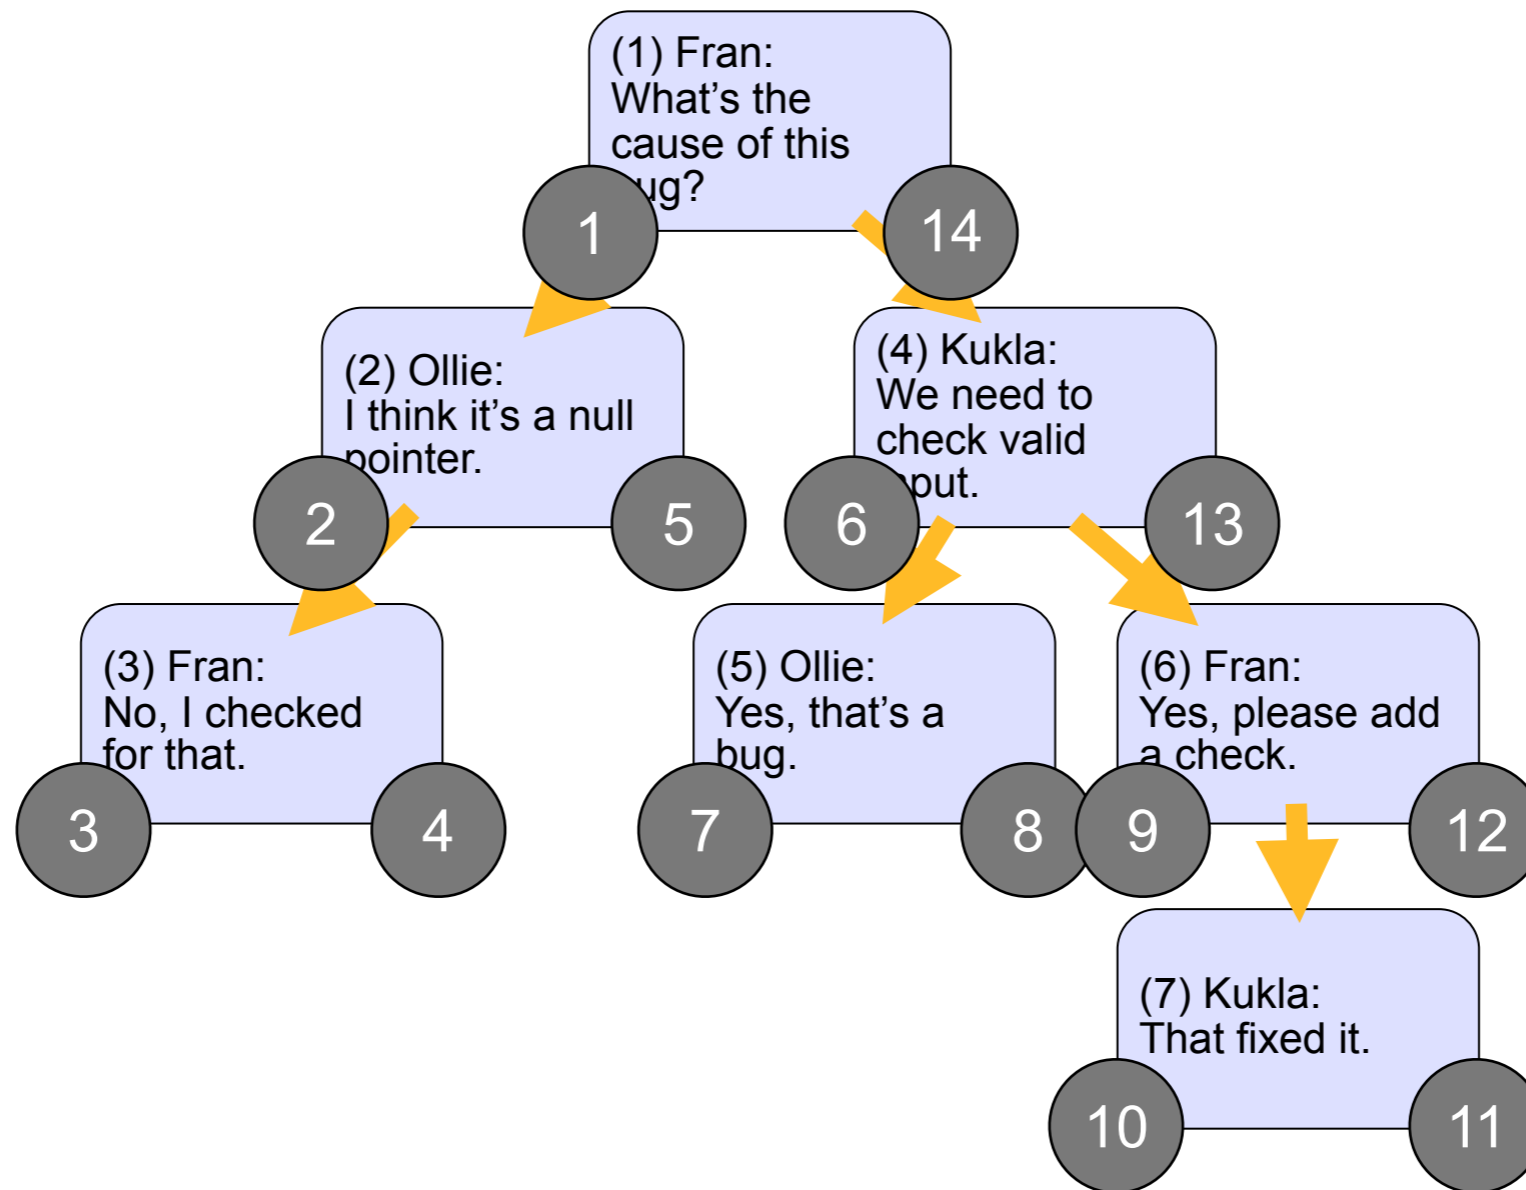 (1) Fran:
What's the
cause of this
ug?
1
14
(2) Ollie:
I think it's a null
pointer.
2
5
(4) Kukla:
We need to
check valid
put.
6
13
(3) Fran:
No, I checked
for that.
3
4
(5) Ollie:
Yes, that's a
bug.
7
8
(6) Fran:
Yes, please add
a check.
9
12
(7) Kukla:
That fixed it.
10
11